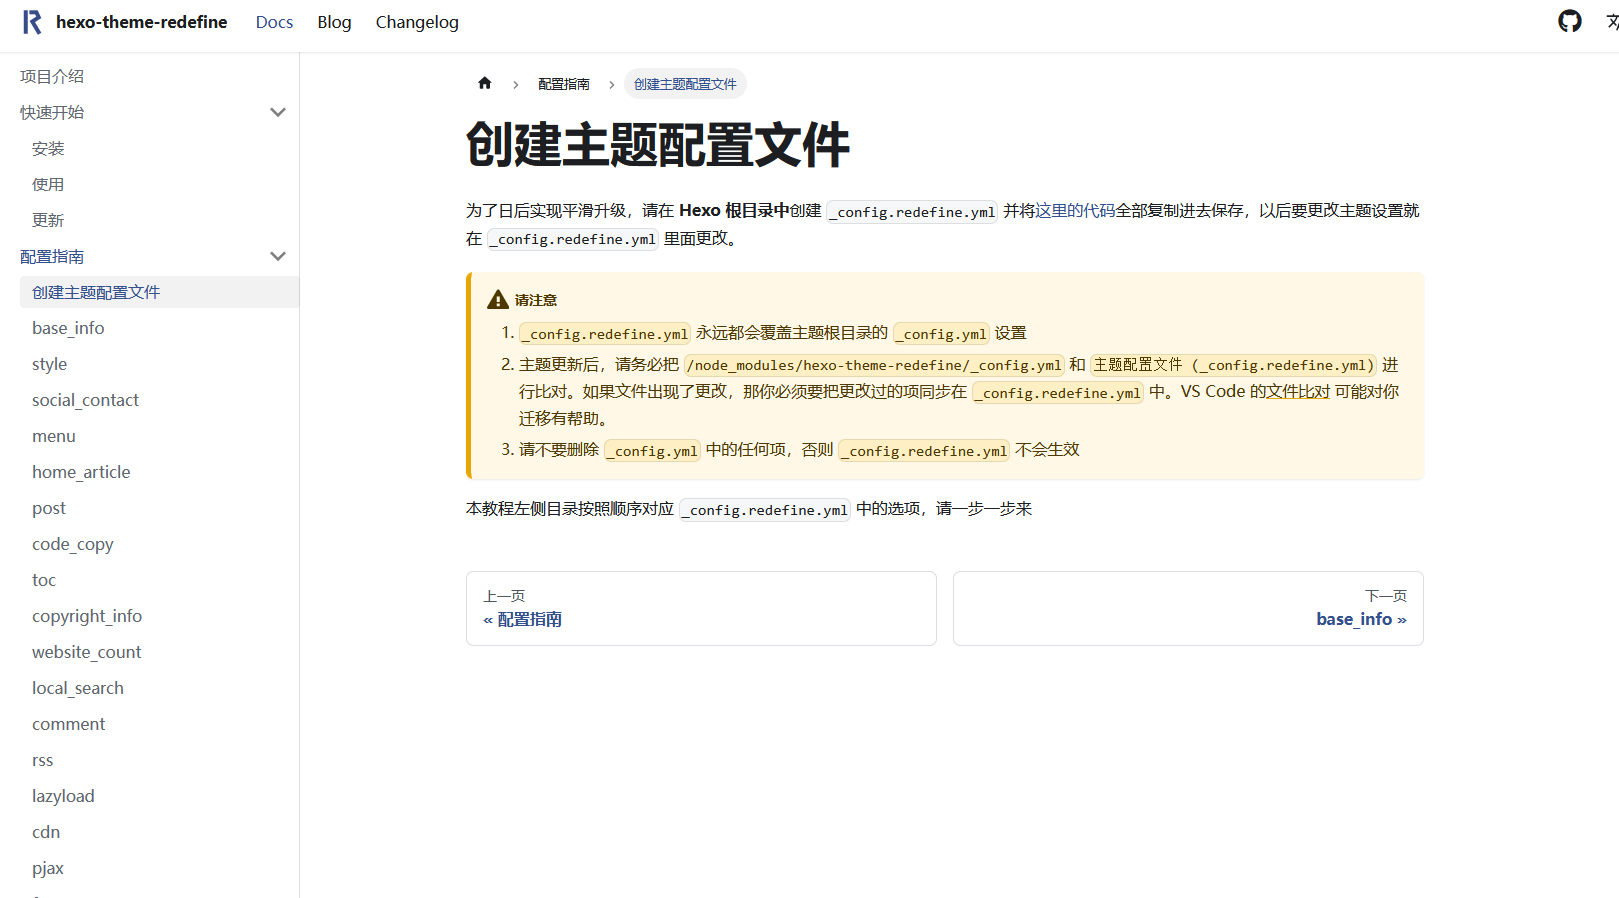 hexo-theme-redefine Docs Blog Changelog
项目介绍
快速开始
安装
使用
更新
配置指南
创建主题配置文件
base_info
style
social_contact
menu
home_article
post
code_copy
toc
copyright_info
website_count
local_search
comment
rss
lazyload
cdn
pjax
配置指南 › 创建主题配置文件
创建主题配置文件
为了日后实现平滑升级，请在 Hexo 根目录中创建 _config.redefine.yml 并将这里的代码全部复制进去保存，以后要更改主题设置就
在 _config.redefine.yml 里面更改。
请注意
1. _config.redefine.yml 永远都会覆盖主题根目录的 _config.yml 设置
2. 主题更新后，请务必把 /node_modules/hexo-theme-redefine/_config.yml 和 主题配置文件 (_config.redefine.yml) 进
行比对。如果文件出现了更改，那你必须要把更改过的项同步在 _config.redefine.yml 中。VS Code 的文件比对 可能对你
迁移有帮助。
3. 请不要删除 _config.yml 中的任何项，否则 _config.redefine.yml 不会生效
本教程左侧目录按照顺序对应 _config.redefine.yml 中的选项，请一步一步来
上一页
« 配置指南
下一页
base_info »